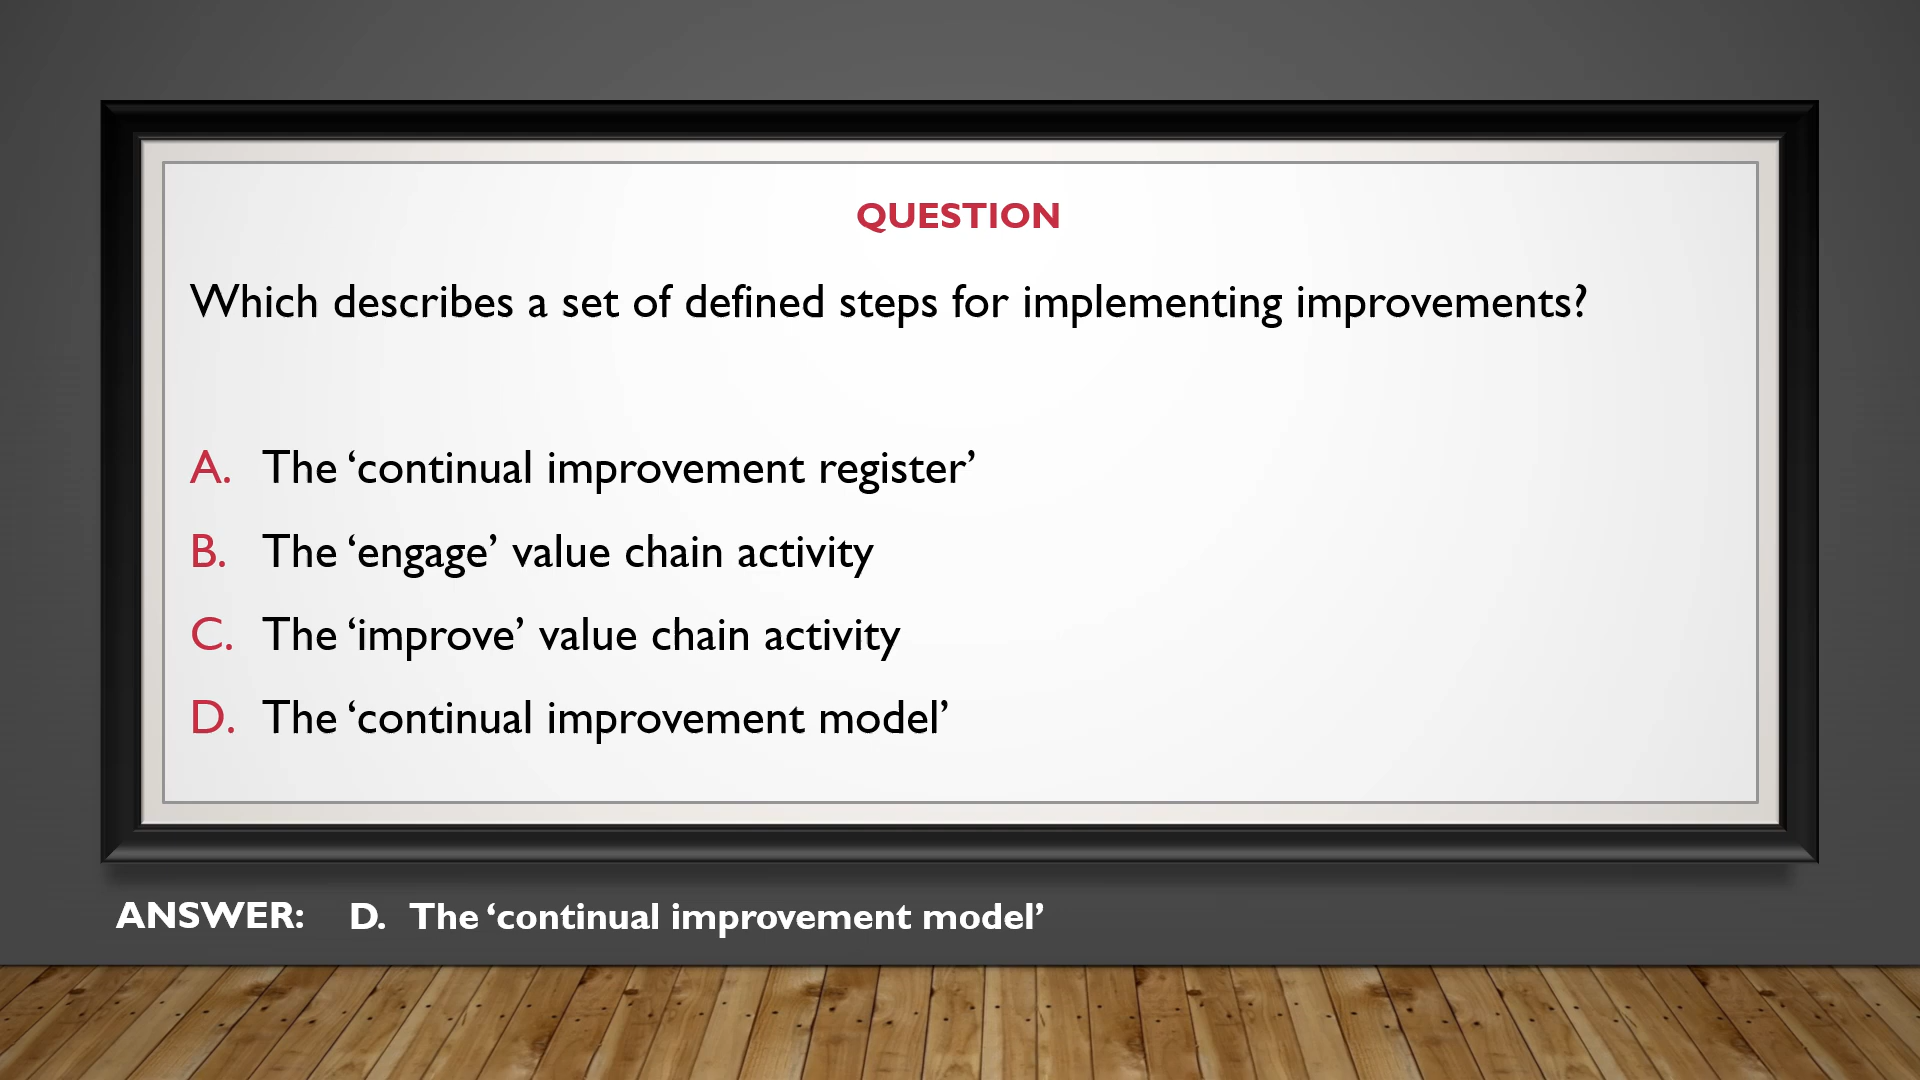 QUESTION
Which describes a set of defined steps for implementing improvements?
A. The ‘continual improvement register’
B. The ‘engage’ value chain activity
C. The ‘improve’ value chain activity
D. The ‘continual improvement model’
ANSWER: D. The ‘continual improvement model’